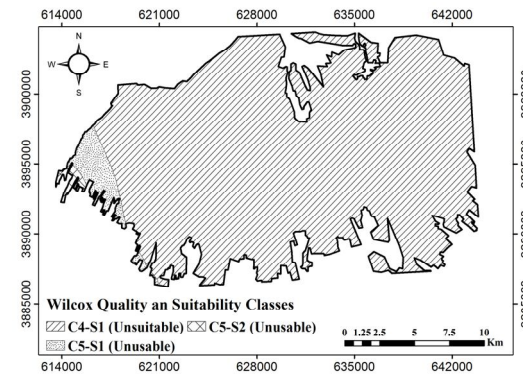 614000 621000 628000 635000 642000
N
W E
S
3900000
3895000
3890000
3885000
Wilcox Quality an Suitability Classes
C4-S1 (Unsuitable) C5-S2 (Unusable)
C5-S1 (Unusable)
0 1.25 2.5 5 7.5 10
Km
614000 621000 628000 635000 642000